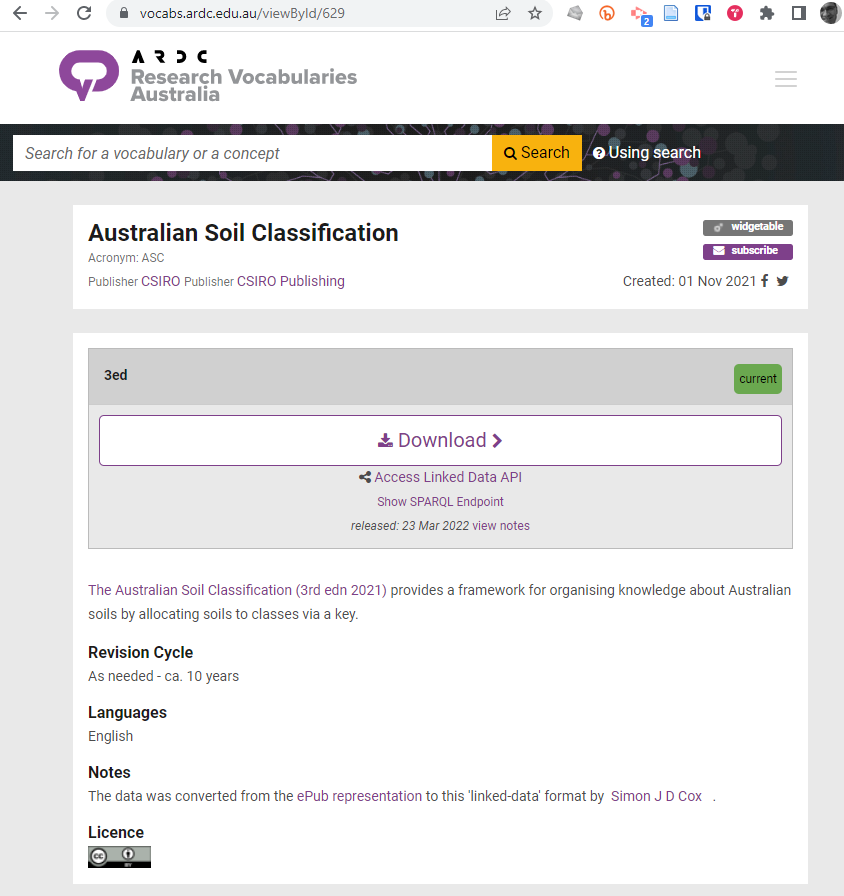 vocabs.ardc.edu.au/viewById/629
2
ARDC
Research Vocabularies
Australia
Search for a vocabulary or a concept
Search
Using search
Australian Soil Classification
widgetable
Acronym: ASC
subscribe
Publisher CSIRO Publisher CSIRO Publishing
Created: 01 Nov 2021
3ed
current
Download
Access Linked Data API
Show SPARQL Endpoint
released: 23 Mar 2022 view notes
The Australian Soil Classification (3rd edn 2021) provides a framework for organising knowledge about Australian
soils by allocating soils to classes via a key.
Revision Cycle
As needed - ca. 10 years
Languages
English
Notes
The data was converted from the ePub representation to this 'linked-data' format by Simon J D Cox .
Licence
cc
BY